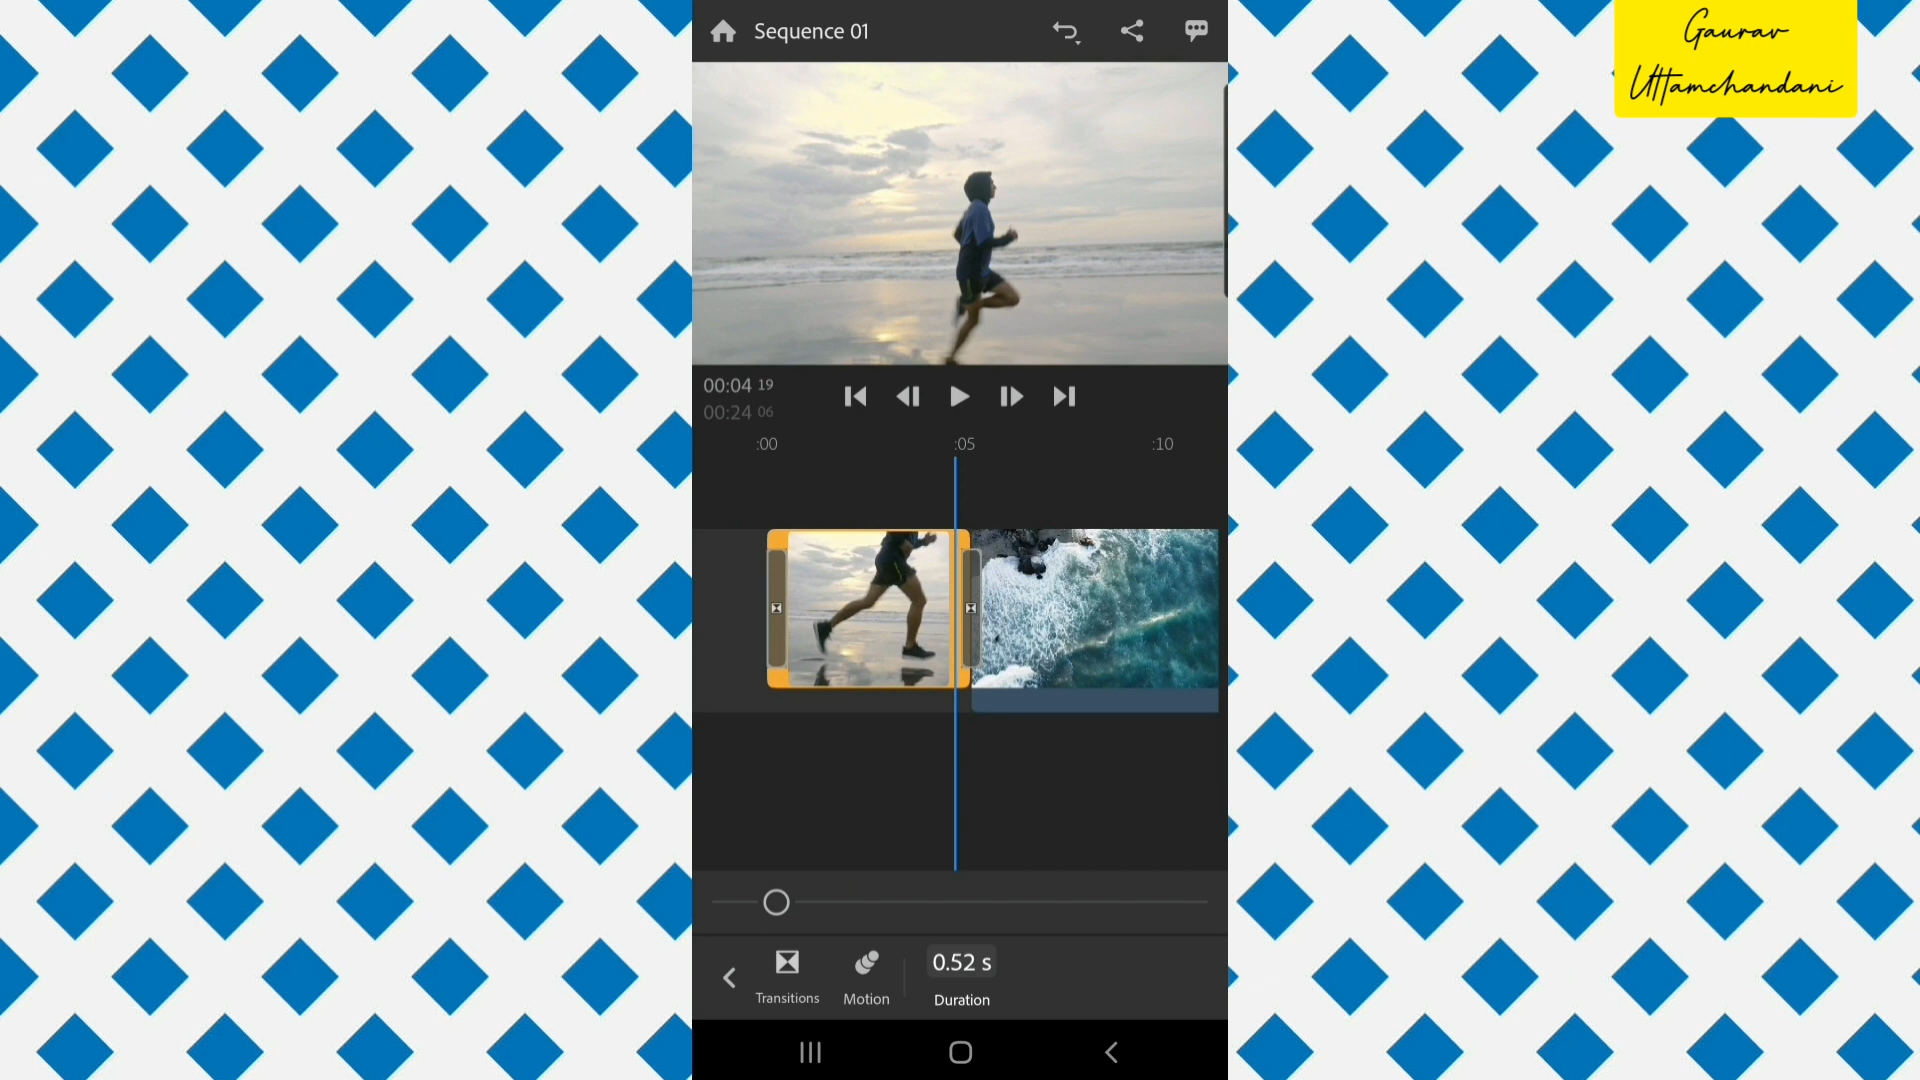 Sequence 01
Gaurav
Uttamchandani
00:04 19
00:24 06
:00
:05
:10
0.52 s
Transitions
Motion
Duration